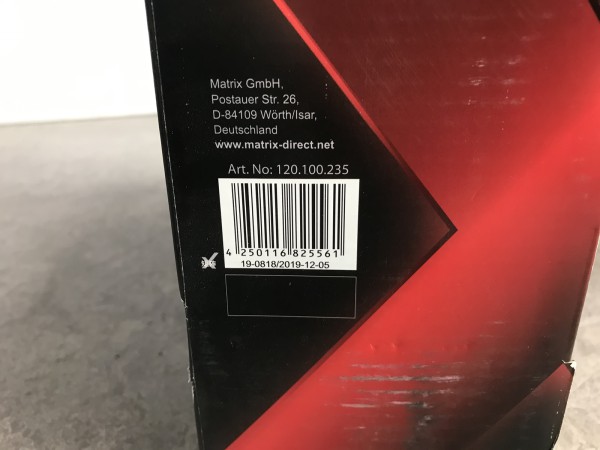 Matrix GmbH,
Postauer Str. 26,
D-84109 Wörth/Isar,
Deutschland
www.matrix-direct.net
Art. No: 120.100.235
4 250116 825561
19-0818/2019-12-05